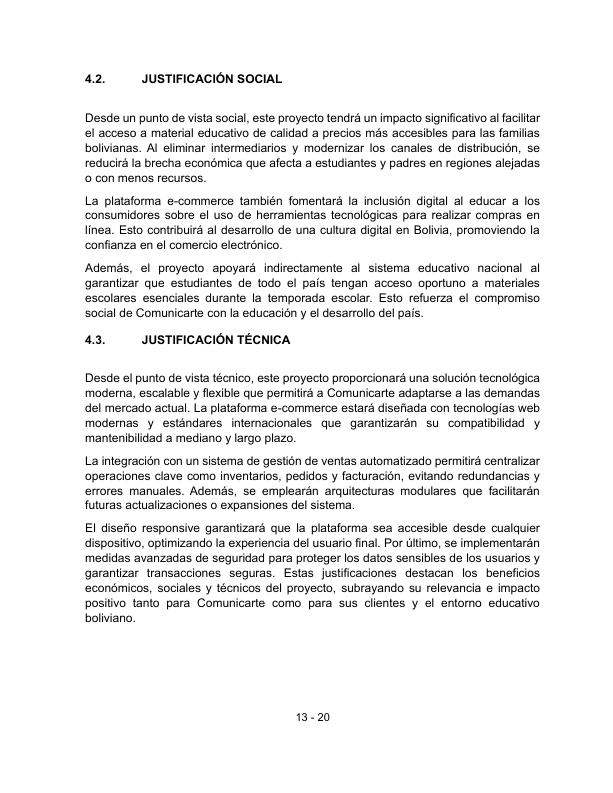 4.2. JUSTIFICACIÓN SOCIAL
Desde un punto de vista social, este proyecto tendrá un impacto significativo al facilitar
el acceso a material educativo de calidad a precios más accesibles para las familias
bolivianas. Al eliminar intermediarios y modernizar los canales de distribución, se
reducirá la brecha económica que afecta a estudiantes y padres en regiones alejadas
o con menos recursos.
La plataforma e-commerce también fomentará la inclusión digital al educar a los
consumidores sobre el uso de herramientas tecnológicas para realizar compras en
línea. Esto contribuirá al desarrollo de una cultura digital en Bolivia, promoviendo la
confianza en el comercio electrónico.
Además, el proyecto apoyará indirectamente al sistema educativo nacional al
garantizar que estudiantes de todo el país tengan acceso oportuno a materiales
escolares esenciales durante la temporada escolar. Esto refuerza el compromiso
social de Comunicarte con la educación y el desarrollo del país.
4.3. JUSTIFICACIÓN TÉCNICA
Desde el punto de vista técnico, este proyecto proporcionará una solución tecnológica
moderna, escalable y flexible que permitirá a Comunicarte adaptarse a las demandas
del mercado actual. La plataforma e-commerce estará diseñada con tecnologías web
modernas y estándares internacionales que garantizarán su compatibilidad y
mantenibilidad a mediano y largo plazo.
La integración con un sistema de gestión de ventas automatizado permitirá centralizar
operaciones clave como inventarios, pedidos y facturación, evitando redundancias y
errores manuales. Además, se emplearán arquitecturas modulares que facilitarán
futuras actualizaciones o expansiones del sistema.
El diseño responsive garantizará que la plataforma sea accesible desde cualquier
dispositivo, optimizando la experiencia del usuario final. Por último, se implementarán
medidas avanzadas de seguridad para proteger los datos sensibles de los usuarios y
garantizar transacciones seguras. Estas justificaciones destacan los beneficios
económicos, sociales y técnicos del proyecto, subrayando su relevancia e impacto
positivo tanto para Comunicarte como para sus clientes y el entorno educativo
boliviano.
13 - 20